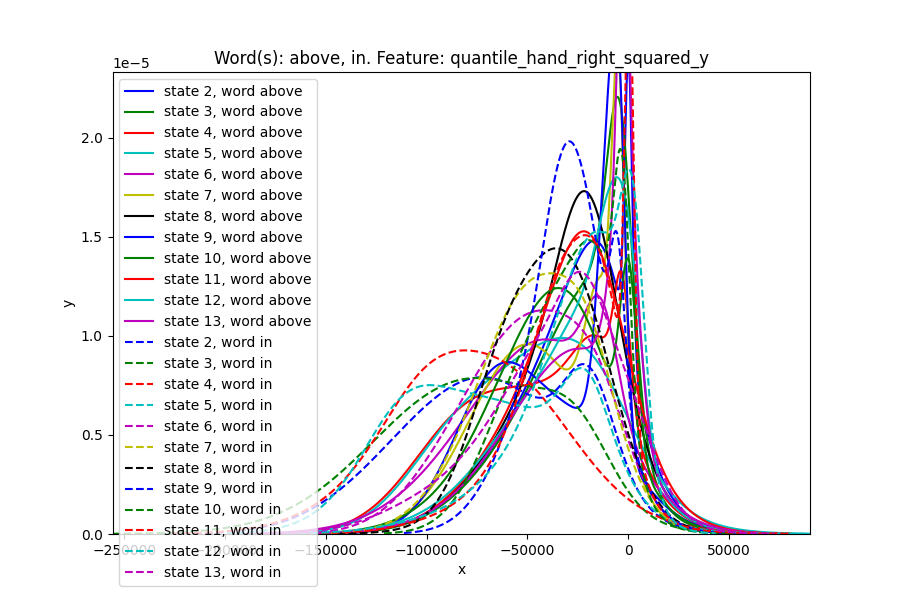 Word(s): above, in. Feature: quantile_hand_right_squared_y
1e−5
2.0
1.5
1.0
0.5
0.0
y
state 2, word above
state 3, word above
state 4, word above
state 5, word above
state 6, word above
state 7, word above
state 8, word above
state 9, word above
state 10, word above
state 11, word above
state 12, word above
state 13, word above
state 2, word in
state 3, word in
state 4, word in
state 5, word in
state 6, word in
state 7, word in
state 8, word in
state 9, word in
state 10, word in
state 11, word in
state 12, word in
state 13, word in
−250000 −200000 −150000 −100000 −50000 0 50000
x